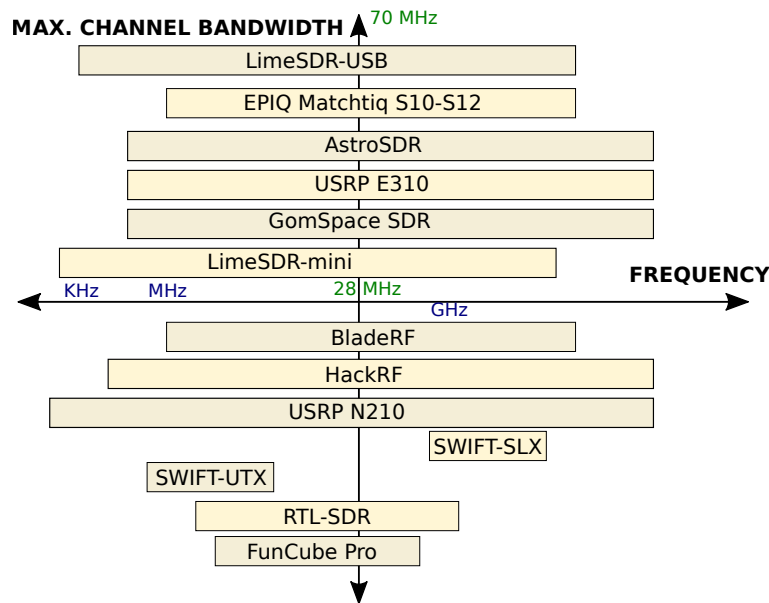 MAX. CHANNEL BANDWIDTH
70 MHz
LimeSDR-USB
EPIQ Matchtiq S10-S12
AstroSDR
USRP E310
GomSpace SDR
LimeSDR-mini
FREQUENCY
KHz
MHz
28 MHz
GHz
BladeRF
HackRF
USRP N210
SWIFT-SLX
SWIFT-UTX
RTL-SDR
FunCube Pro